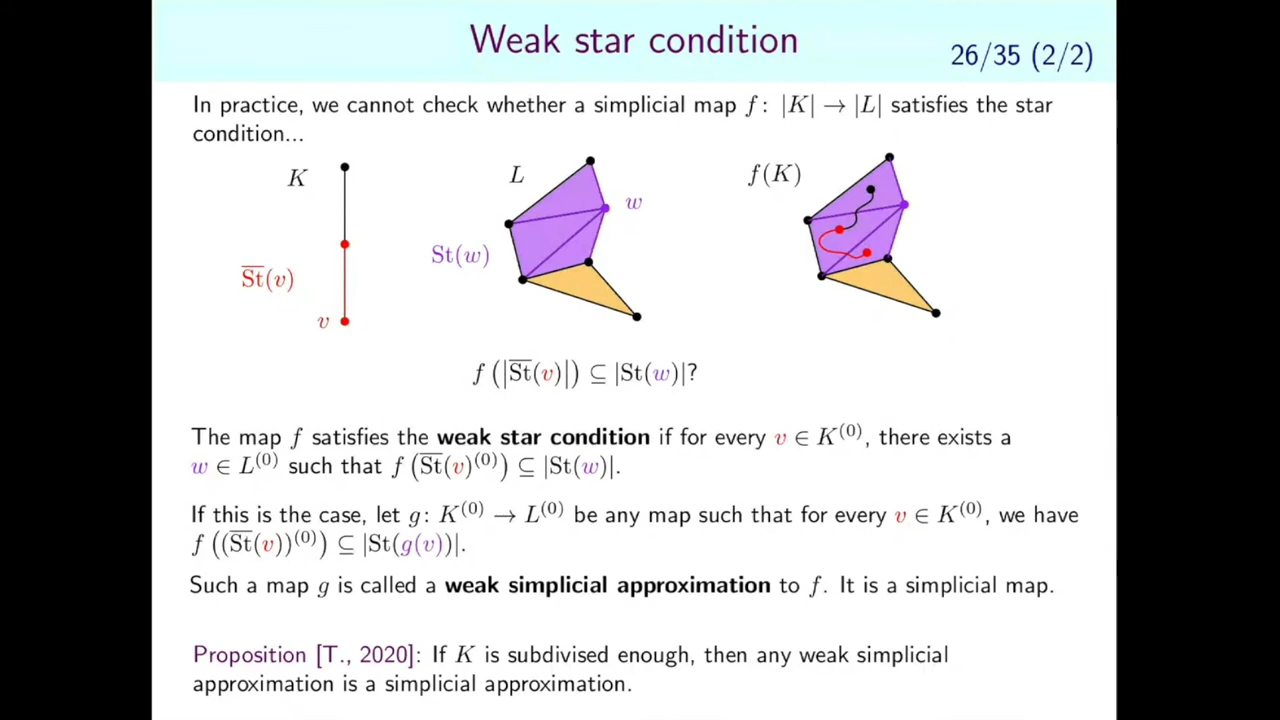 Weak star condition
26/35 (2/2)
In practice, we cannot check whether a simplicial map f: |K| → |L| satisfies the star
condition...
K
L
f(K)
w
St(w)
S̅t̅(v)
v
f (|S̅t̅(v)|) ⊆ |St(w)|?
The map f satisfies the weak star condition if for every v ∈ K⁽⁰⁾, there exists a
w ∈ L⁽⁰⁾ such that f (S̅t̅(v)⁽⁰⁾) ⊆ |St(w)|.
If this is the case, let g: K⁽⁰⁾ → L⁽⁰⁾ be any map such that for every v ∈ K⁽⁰⁾, we have
f ((S̅t̅(v))⁽⁰⁾) ⊆ |St(g(v))|.
Such a map g is called a weak simplicial approximation to f. It is a simplicial map.
Proposition [T., 2020]: If K is subdivised enough, then any weak simplicial
approximation is a simplicial approximation.